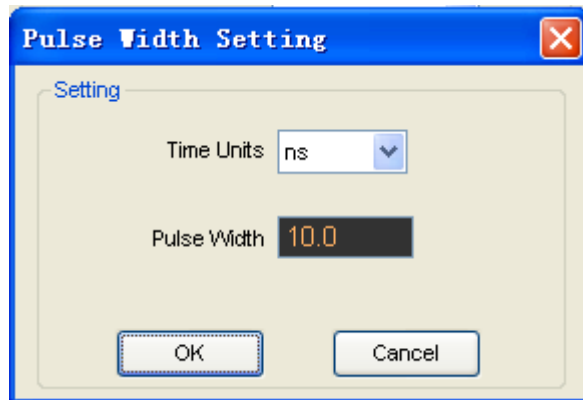 Pulse Width Setting
Setting
Time Units ns
Pulse Width 10.0
OK Cancel